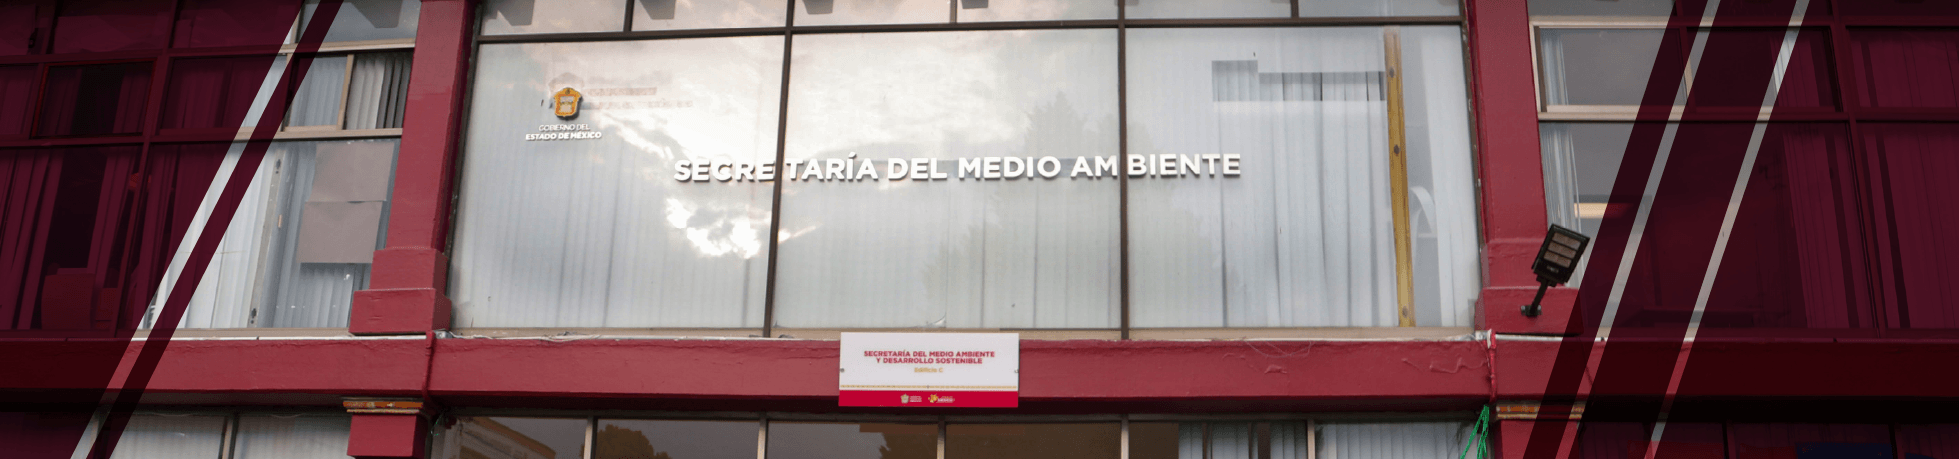 GOBIERNO DEL
ESTADO DE MÉXICO
SECRETARÍA DEL MEDIO AMBIENTE
SECRETARÍA DEL MEDIO AMBIENTE
Y DESARROLLO SOSTENIBLE